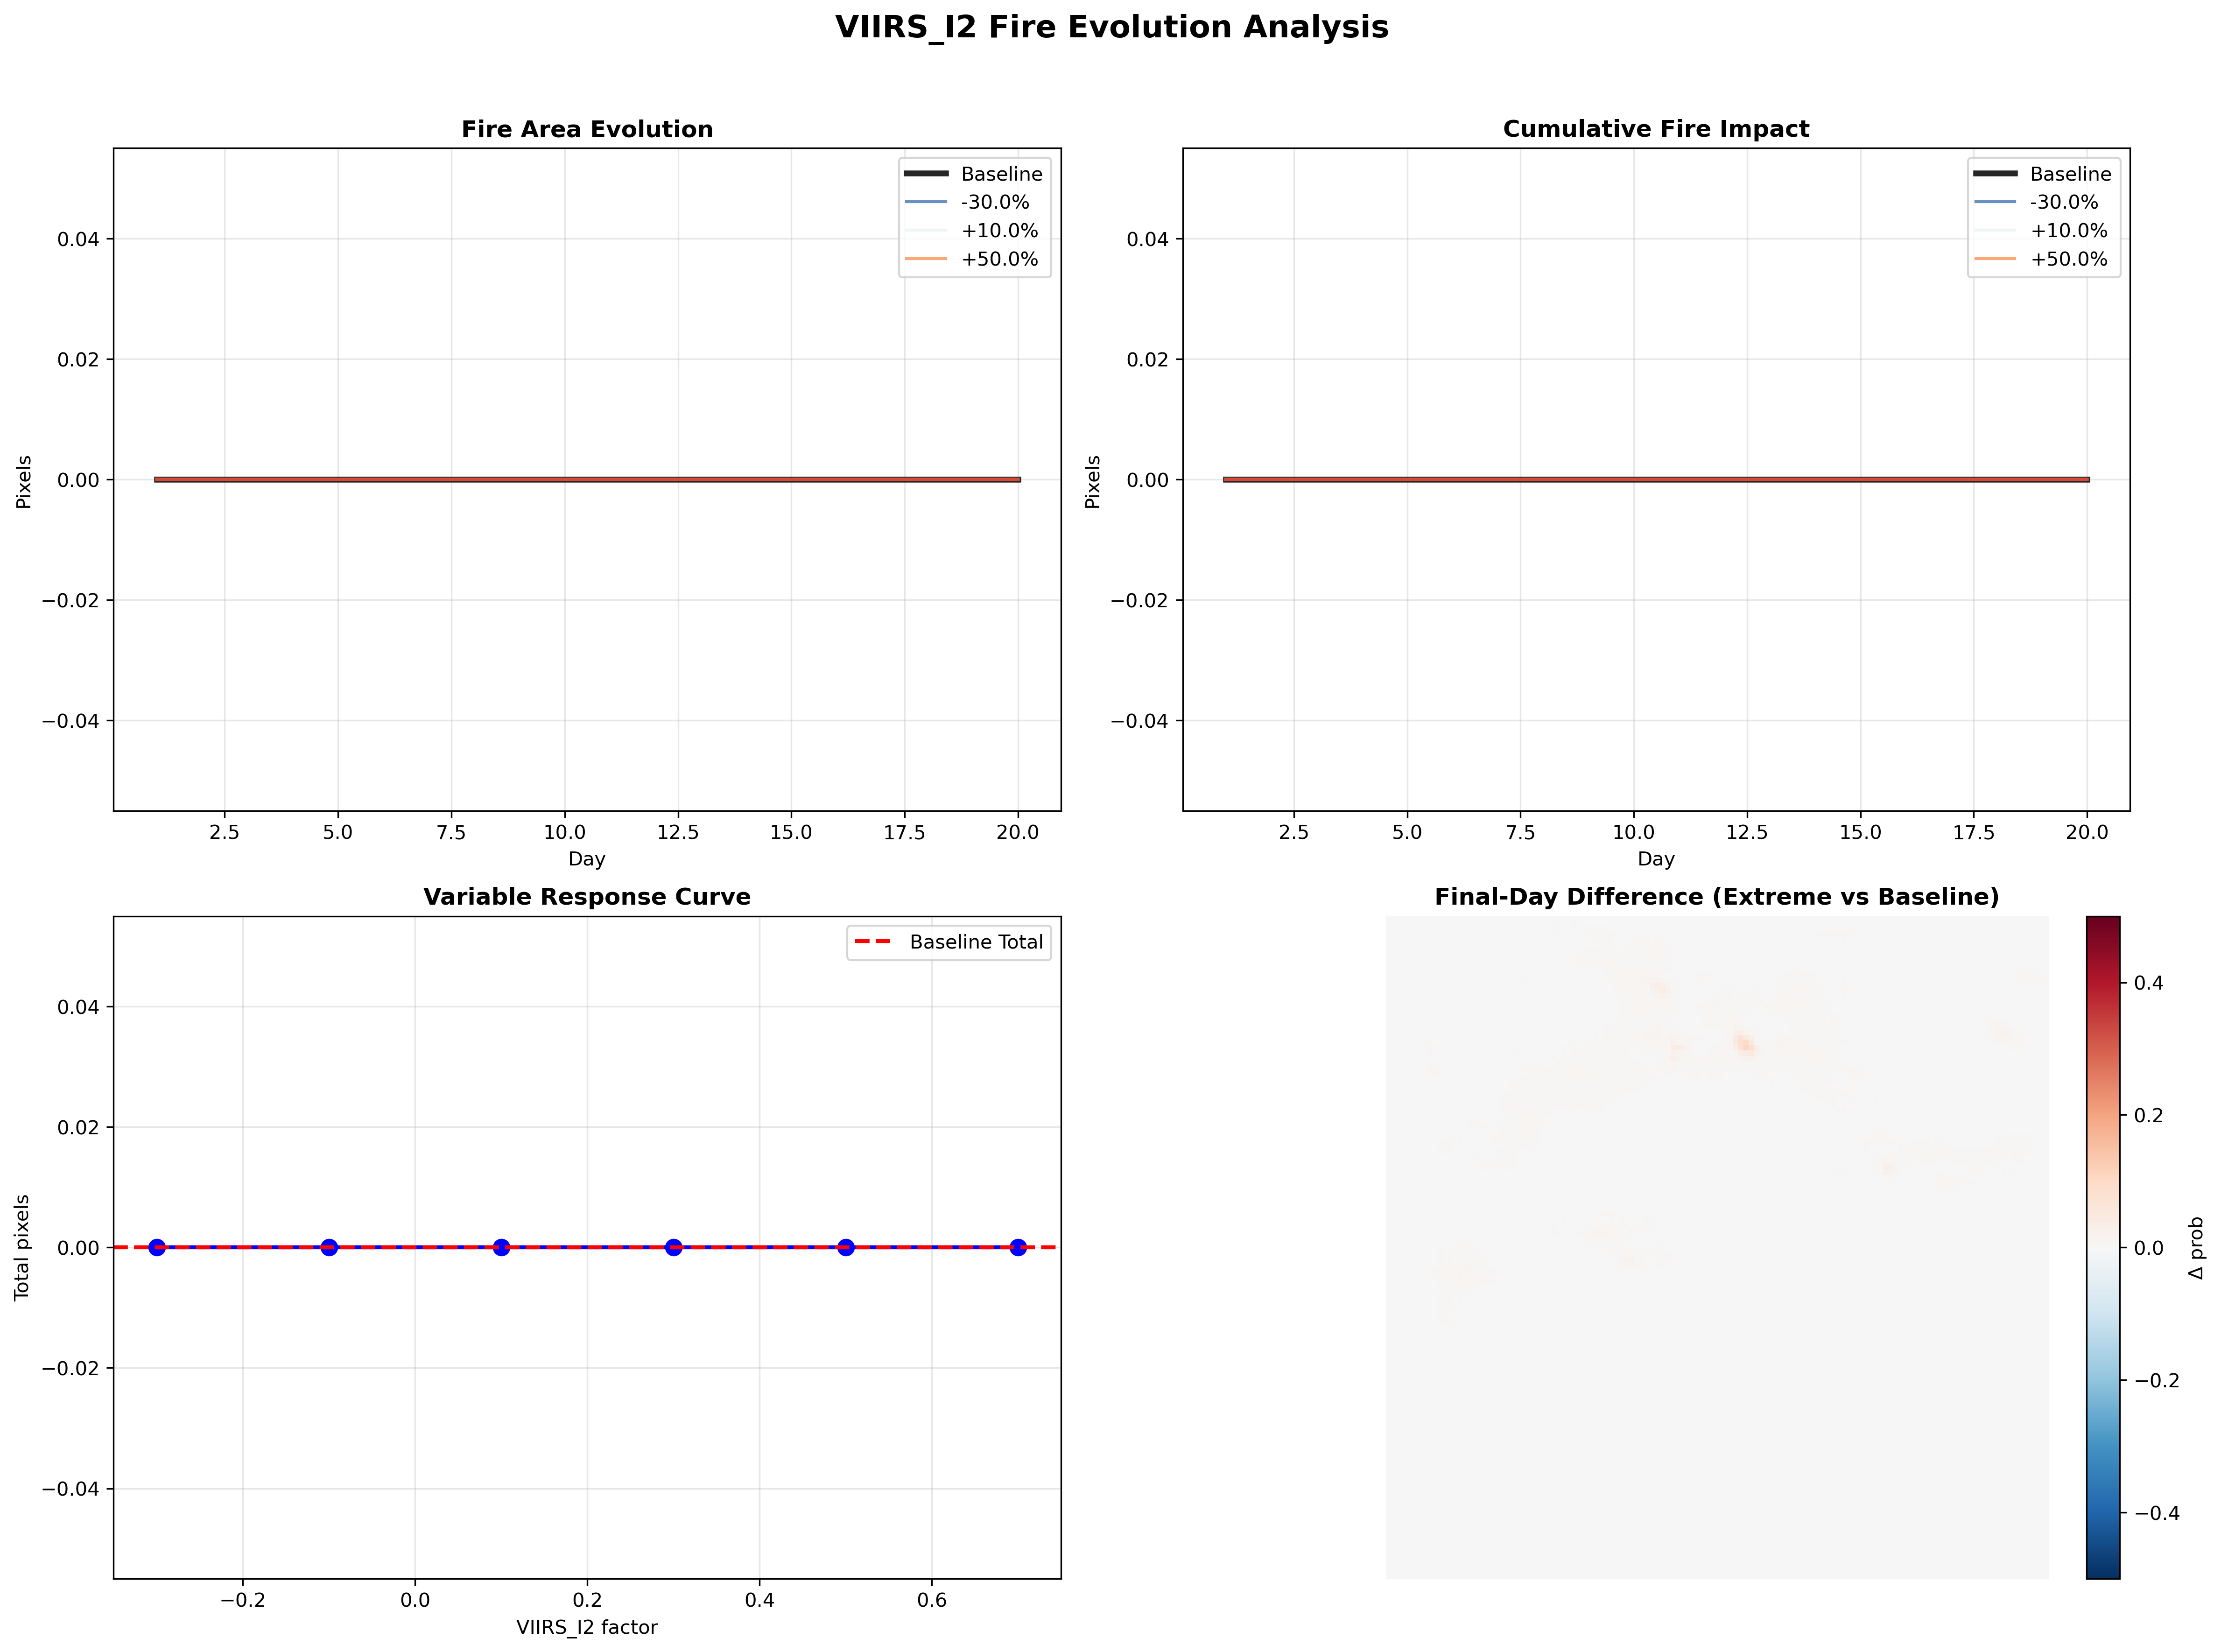 VIIRS_I2 Fire Evolution Analysis
Fire Area Evolution
Baseline
-30.0%
+10.0%
+50.0%
0.04
0.02
0.00
−0.02
−0.04
Pixels
2.5 5.0 7.5 10.0 12.5 15.0 17.5 20.0
Day
Cumulative Fire Impact
Baseline
-30.0%
+10.0%
+50.0%
0.04
0.02
0.00
−0.02
−0.04
Pixels
2.5 5.0 7.5 10.0 12.5 15.0 17.5 20.0
Day
Variable Response Curve
Baseline Total
0.04
0.02
0.00
−0.02
−0.04
Total pixels
−0.2 0.0 0.2 0.4 0.6
VIIRS_I2 factor
Final-Day Difference (Extreme vs Baseline)
0.4
0.2
0.0
−0.2
−0.4
Δ prob